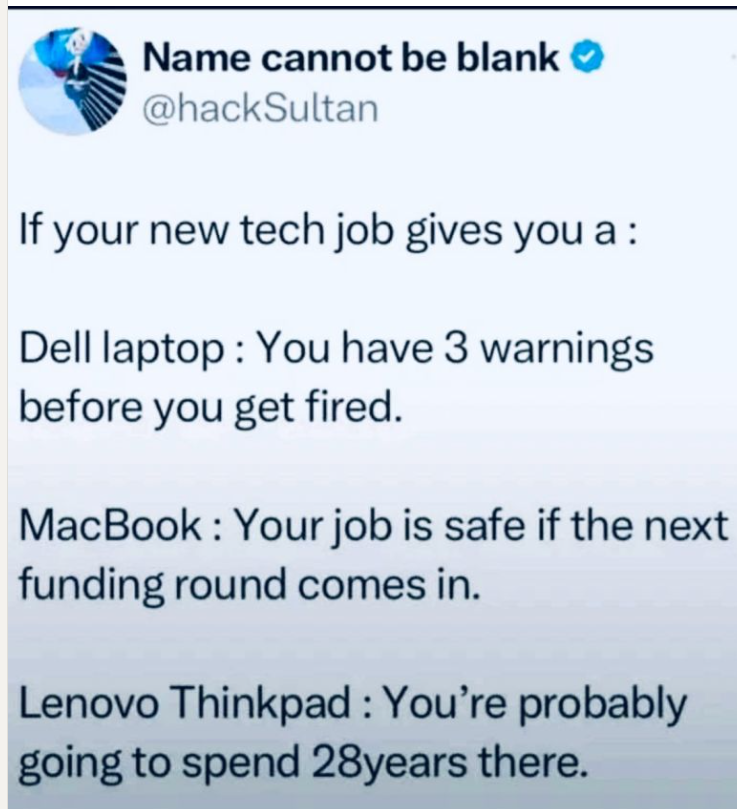 Name cannot be blank
@hackSultan
If your new tech job gives you a :
Dell laptop : You have 3 warnings
before you get fired.
MacBook : Your job is safe if the next
funding round comes in.
Lenovo Thinkpad : You’re probably
going to spend 28years there.